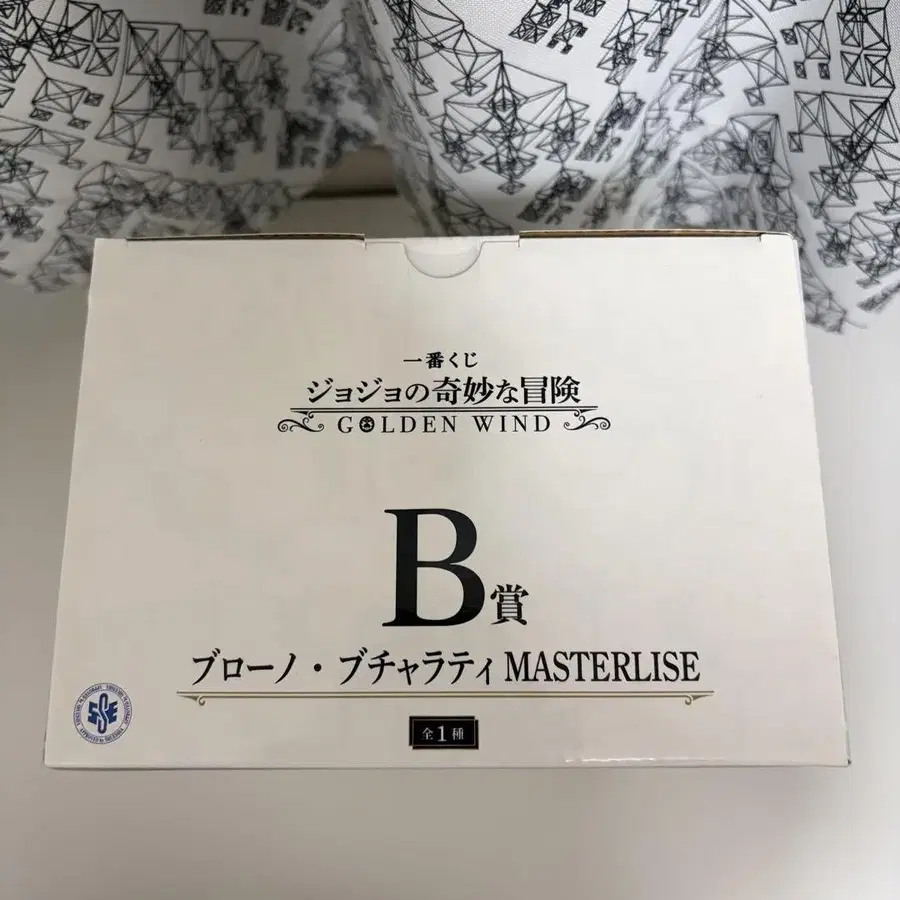 一番くじ
ジョジョの奇妙な冒険
GOLDEN WIND
B賞
ブローノ・ブチャラティ MASTERLISE
全1種